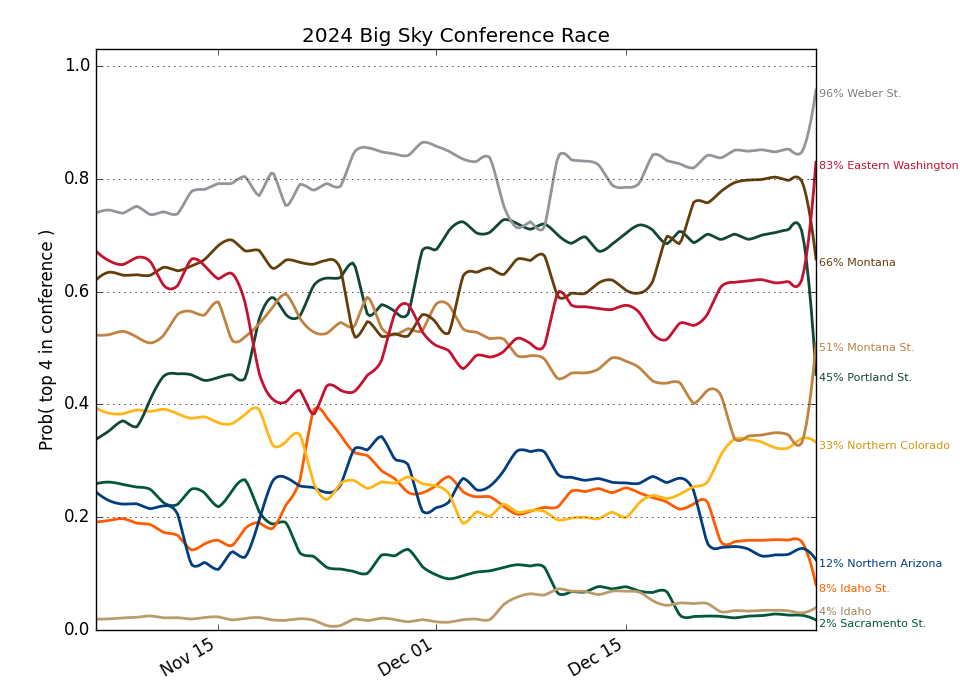 2024 Big Sky Conference Race
Prob( top 4 in conference )
1.0
0.8
0.6
0.4
0.2
0.0
Nov 15
Dec 01
Dec 15
96% Weber St.
83% Eastern Washington
66% Montana
51% Montana St.
45% Portland St.
33% Northern Colorado
12% Northern Arizona
8% Idaho St.
4% Idaho
2% Sacramento St.